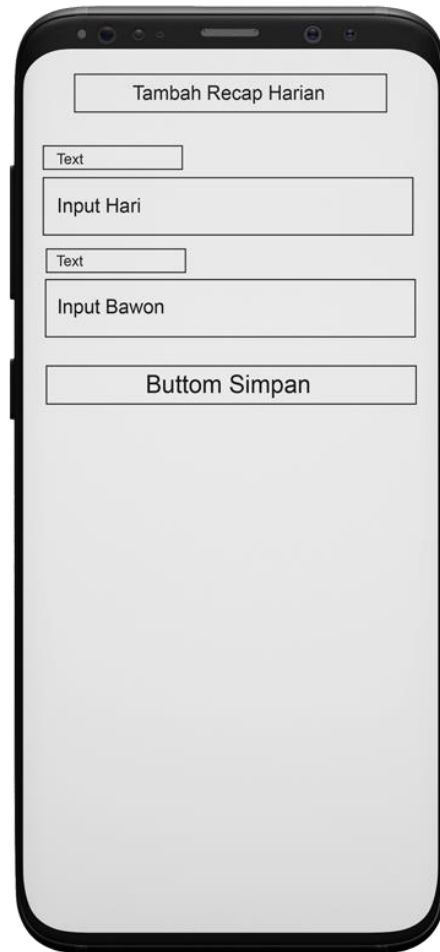 Tambah Recap Harian
Text
Input Hari
Text
Input Bawon
Buttom Simpan